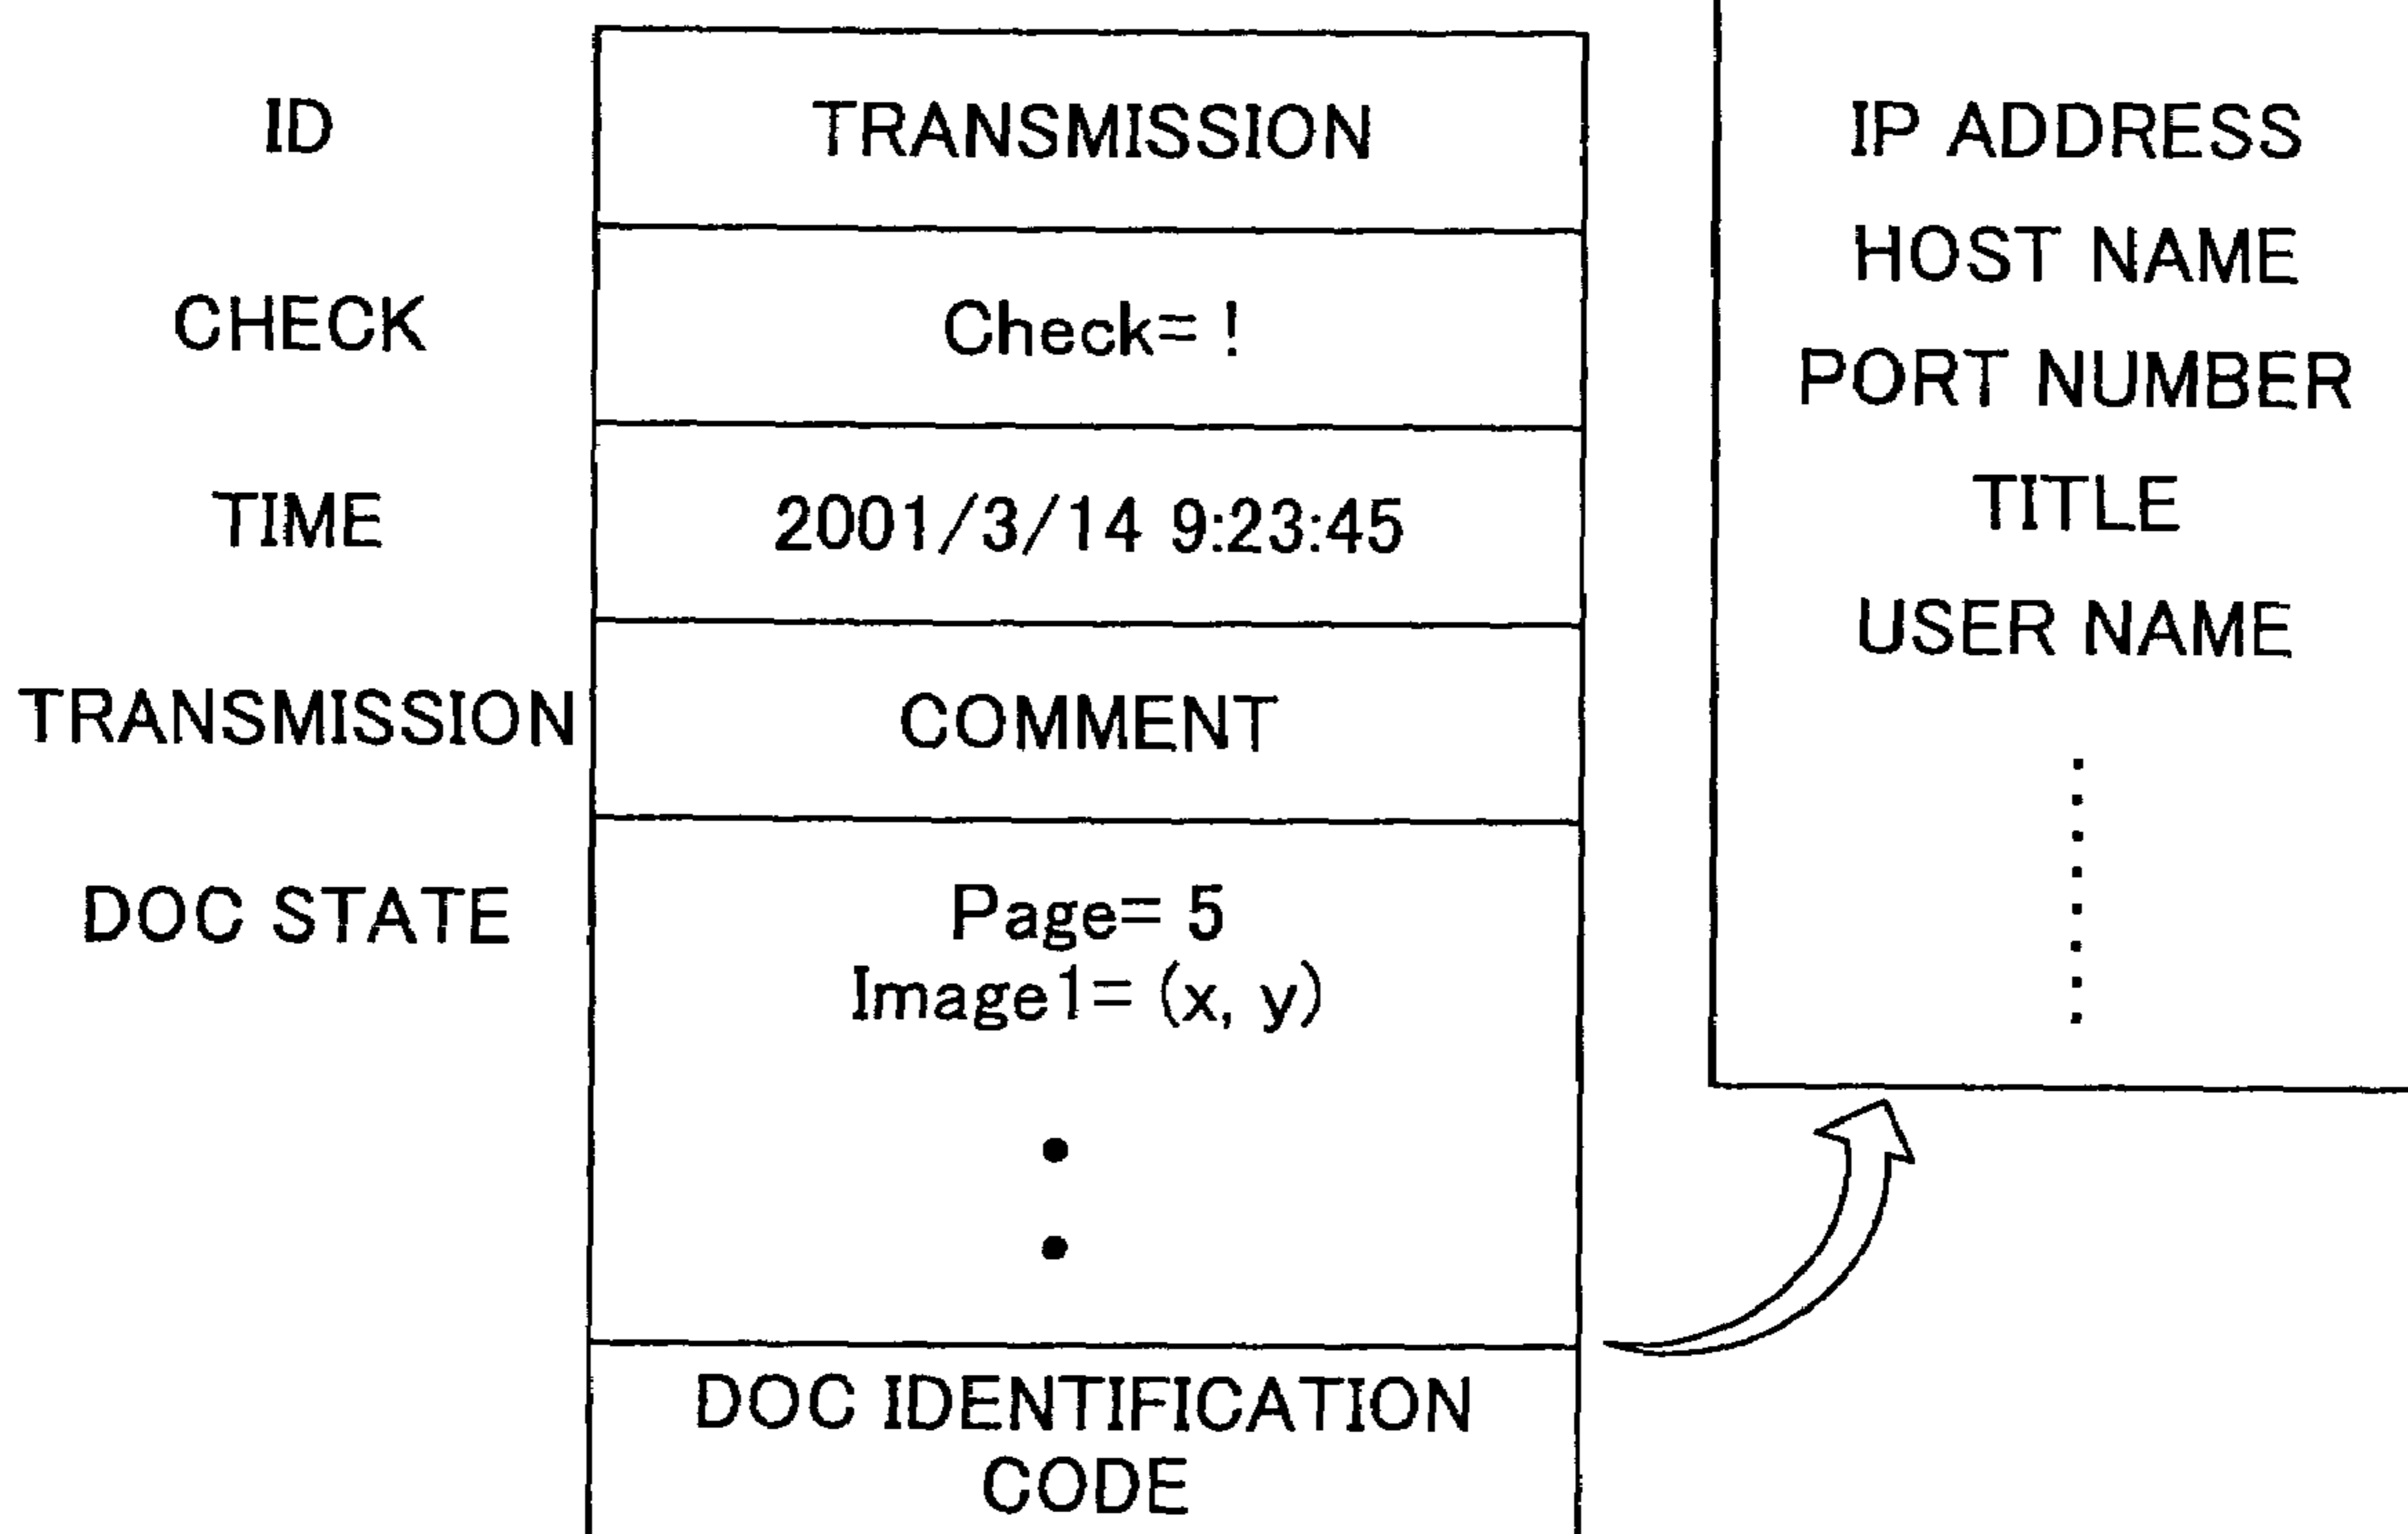 ID
TRANSMISSION
CHECK
Check= !
TIME
2001/3/14 9:23:45
TRANSMISSION
COMMENT
DOC STATE
Page= 5
Image1= (x, y)
DOC IDENTIFICATION
CODE
IP ADDRESS
HOST NAME
PORT NUMBER
TITLE
USER NAME